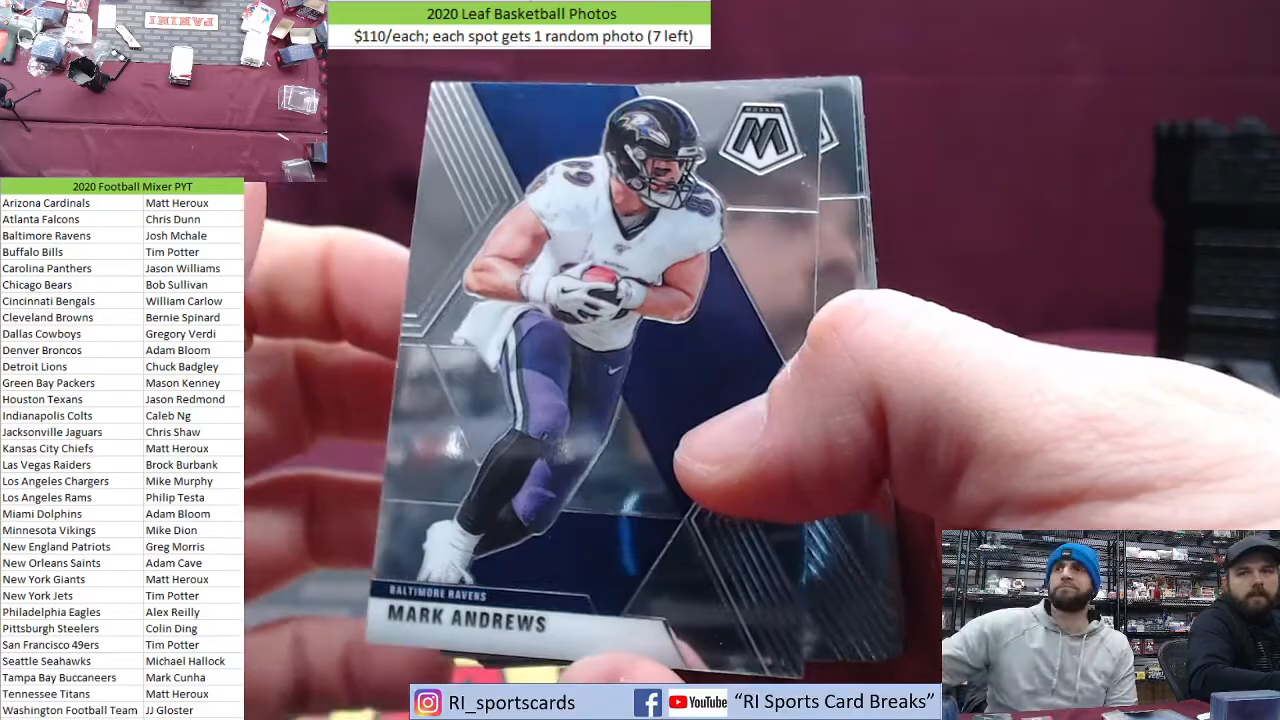 PANINI
2020 Leaf Basketball Photos
$110/each; each spot gets 1 random photo (7 left)
2020 Football Mixer PYT
Arizona Cardinals Matt Heroux
Atlanta Falcons Chris Dunn
Baltimore Ravens Josh Mchale
Buffalo Bills Tim Potter
Carolina Panthers Jason Williams
Chicago Bears Bob Sullivan
Cincinnati Bengals William Carlow
Cleveland Browns Bernie Spinard
Dallas Cowboys Gregory Verdi
Denver Broncos Adam Bloom
Detroit Lions Chuck Badgley
Green Bay Packers Mason Kenney
Houston Texans Jason Redmond
Indianapolis Colts Caleb Ng
Jacksonville Jaguars Chris Shaw
Kansas City Chiefs Matt Heroux
Las Vegas Raiders Brock Burbank
Los Angeles Chargers Mike Murphy
Los Angeles Rams Philip Testa
Miami Dolphins Adam Bloom
Minnesota Vikings Mike Dion
New England Patriots Greg Morris
New Orleans Saints Adam Cave
New York Giants Matt Heroux
New York Jets Tim Potter
Philadelphia Eagles Alex Reilly
Pittsburgh Steelers Colin Ding
San Francisco 49ers Tim Potter
Seattle Seahawks Michael Hallock
Tampa Bay Buccaneers Mark Cunha
Tennessee Titans Matt Heroux
Washington Football Team JJ Gloster
MOSAIC
M
89
8
BALTIMORE RAVENS
MARK ANDREWS
RI_sportscards
YouTube "RI Sports Card Breaks"